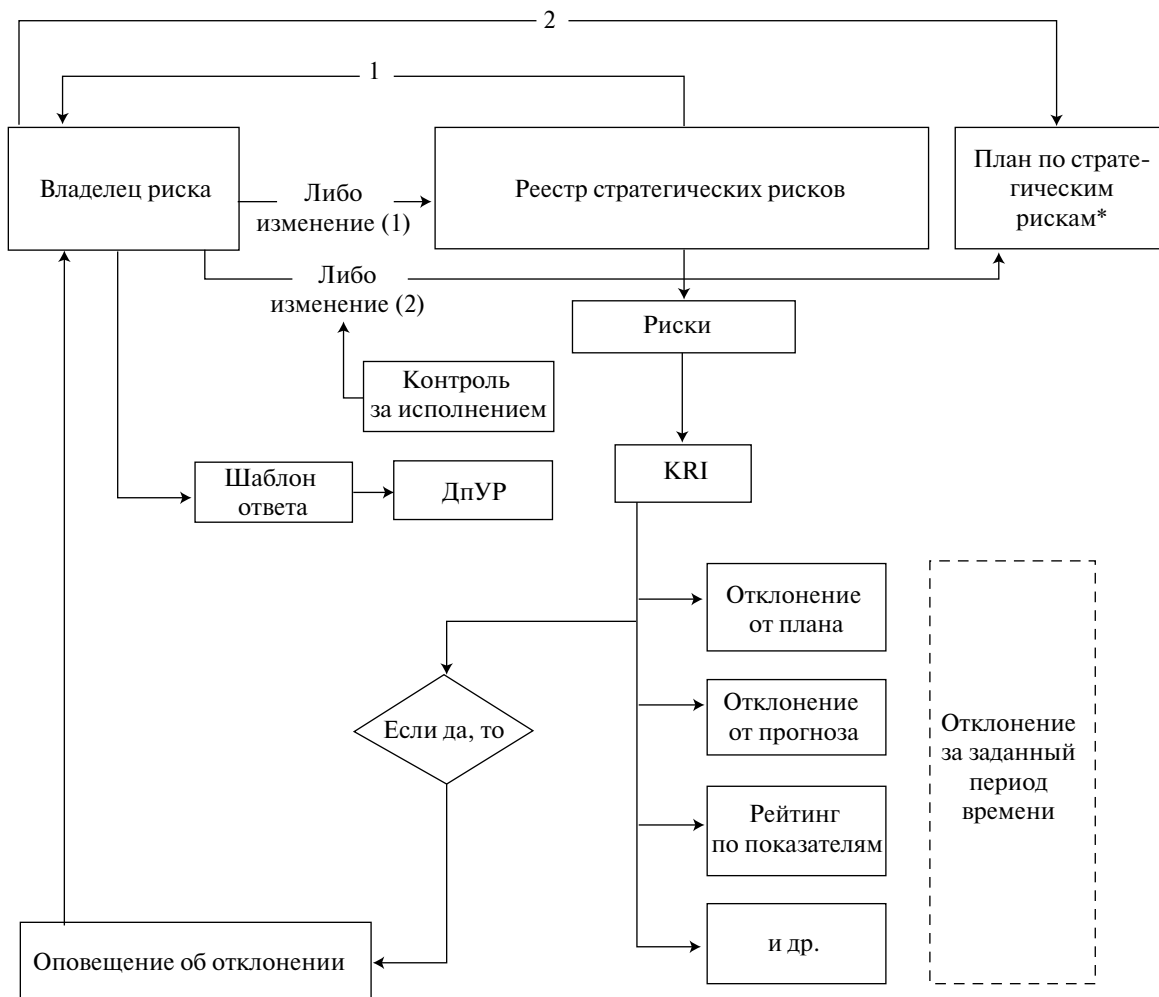 2
1
Владелец риска
Либо
изменение (1)
Реестр стратегических рисков
План по страте-
гическим
рискам*
Либо
изменение (2)
Риски
Контроль
за исполнением
KRI
Шаблон
ответа
ДпУР
Отклонение
от плана
Если да, то
Отклонение
от прогноза
Отклонение
за заданный
период
времени
Рейтинг
по показателям
и др.
Оповещение об отклонении